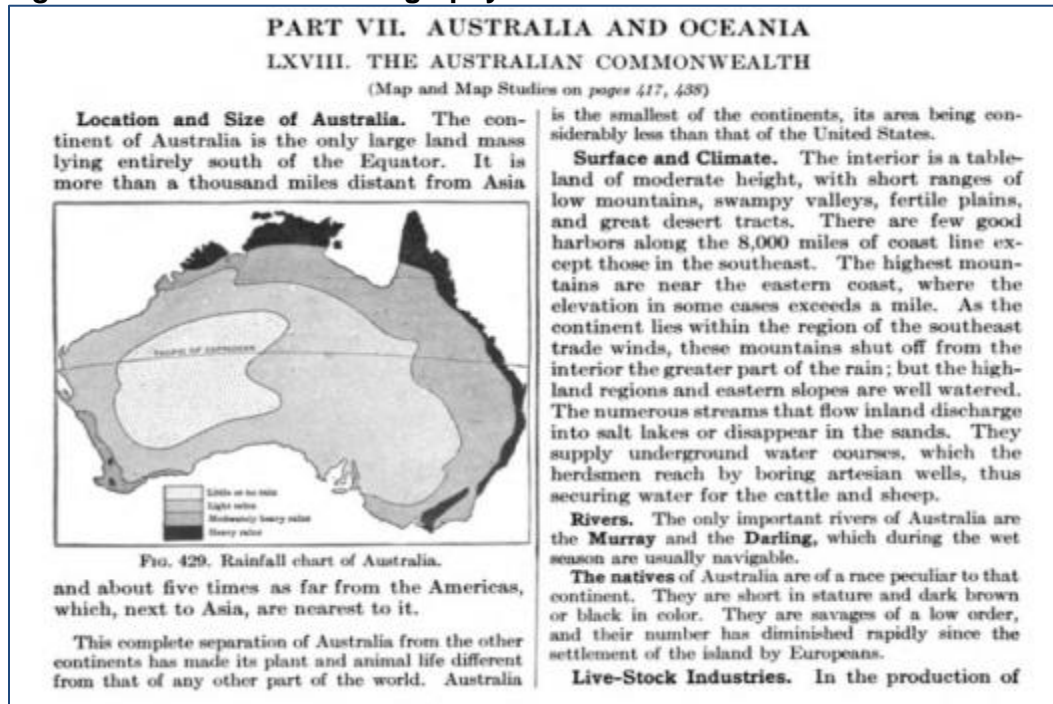 PART VII. AUSTRALIA AND OCEANIA
LXVIII. THE AUSTRALIAN COMMONWEALTH
(Map and Map Studies on pages 417, 438)
Location and Size of Australia. The con-
tinent of Australia is the only large land mass
lying entirely south of the Equator. It is
more than a thousand miles distant from Asia
TROPIC OF CAPRICORN
Little or no rain
Light rains
Moderately heavy rains
Heavy rains
FIG. 429. Rainfall chart of Australia.
and about five times as far from the Americas,
which, next to Asia, are nearest to it.
This complete separation of Australia from the other
continents has made its plant and animal life different
from that of any other part of the world. Australia
is the smallest of the continents, its area being con-
siderably less than that of the United States.
Surface and Climate. The interior is a table-
land of moderate height, with short ranges of
low mountains, swampy valleys, fertile plains,
and great desert tracts. There are few good
harbors along the 8,000 miles of coast line ex-
cept those in the southeast. The highest moun-
tains are near the eastern coast, where the
elevation in some cases exceeds a mile. As the
continent lies within the region of the southeast
trade winds, these mountains shut off from the
interior the greater part of the rain; but the high-
land regions and eastern slopes are well watered.
The numerous streams that flow inland discharge
into salt lakes or disappear in the sands. They
supply underground water courses, which the
herdsmen reach by boring artesian wells, thus
securing water for the cattle and sheep.
Rivers. The only important rivers of Australia are
the Murray and the Darling, which during the wet
season are usually navigable.
The natives of Australia are of a race peculiar to that
continent. They are short in stature and dark brown
or black in color. They are savages of a low order,
and their number has diminished rapidly since the
settlement of the island by Europeans.
Live-Stock Industries. In the production of